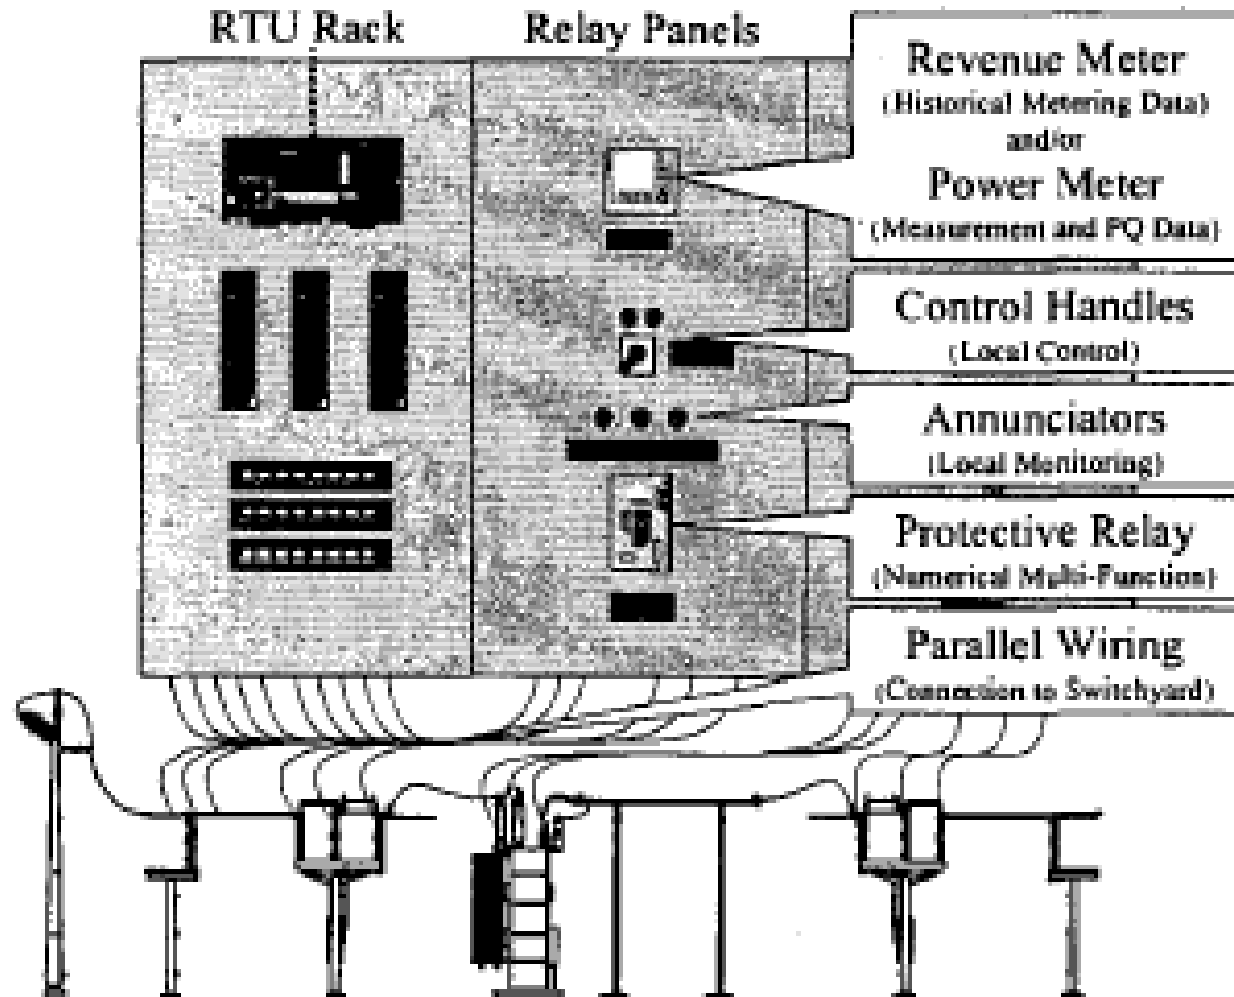 RTU Rack
Relay Panels
Revenue Meter
(Historical Metering Data)
and/or
Power Meter
(Measurement and PQ Data)
Control Handles
(Local Control)
Annunciators
(Local Monitoring)
Protective Relay
(Numerical Multi-Function)
Parallel Wiring
(Connection to Switchyard)